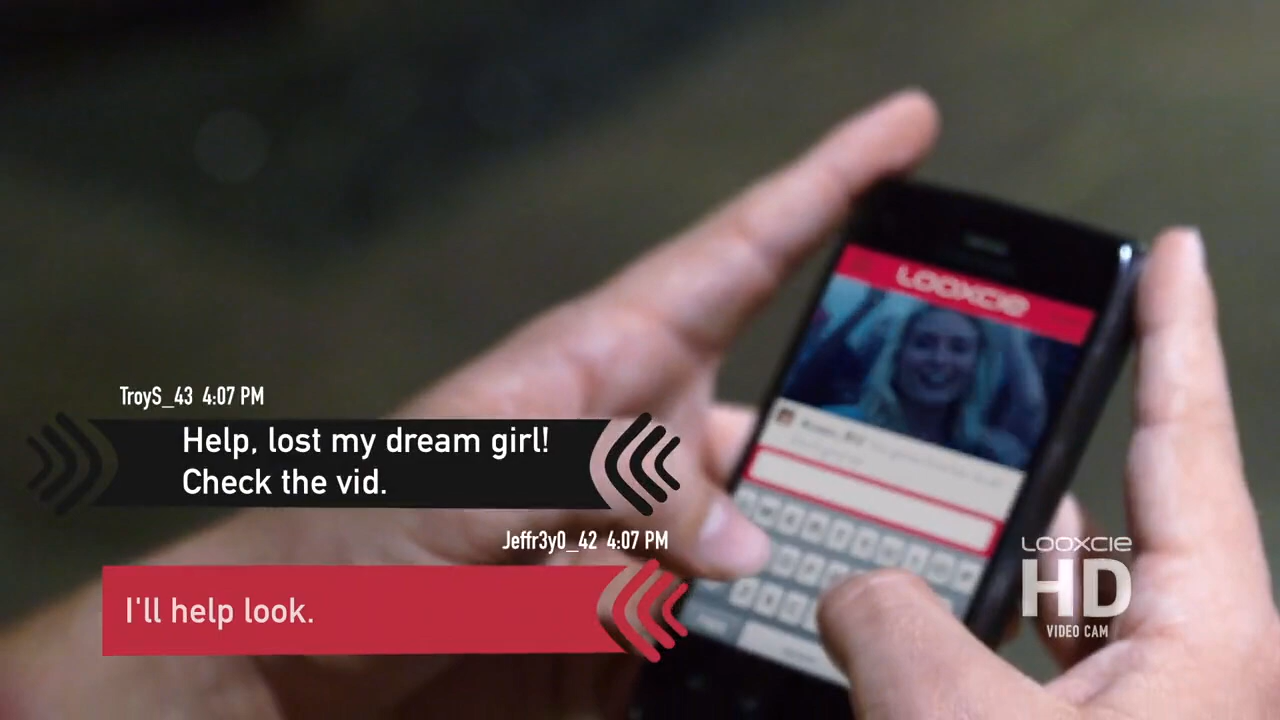 LOOXCIE
TroyS_43 4:07 PM
Help, lost my dream girl!
Check the vid.
Jeffr3y0_42 4:07 PM
I'll help look.
LOOXCIE
HD
VIDEO CAM